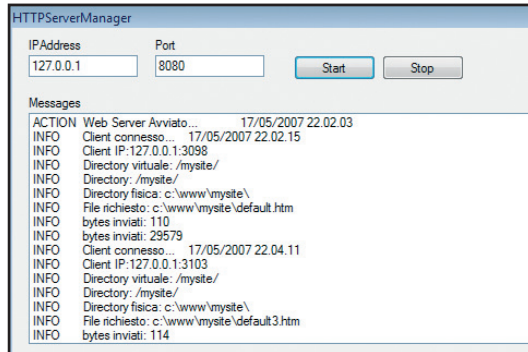 HTTPServerManager
IPAddress Port
127.0.0.1 8080 Start Stop
Messages
ACTION Web Server Avviato... 17/05/2007 22.02.03
INFO Client connesso... 17/05/2007 22.02.15
INFO Client IP:127.0.0.1:3098
INFO Directory virtuale: /mysite/
INFO Directory: /mysite/
INFO Directory fisica: c:\www\mysite\
INFO File richiesto: c:\www\mysite\default.htm
INFO bytes inviati: 110
INFO bytes inviati: 29579
INFO Client connesso... 17/05/2007 22.04.11
INFO Client IP:127.0.0.1:3103
INFO Directory virtuale: /mysite/
INFO Directory: /mysite/
INFO Directory fisica: c:\www\mysite\
INFO File richiesto: c:\www\mysite\default3.htm
INFO bytes inviati: 114